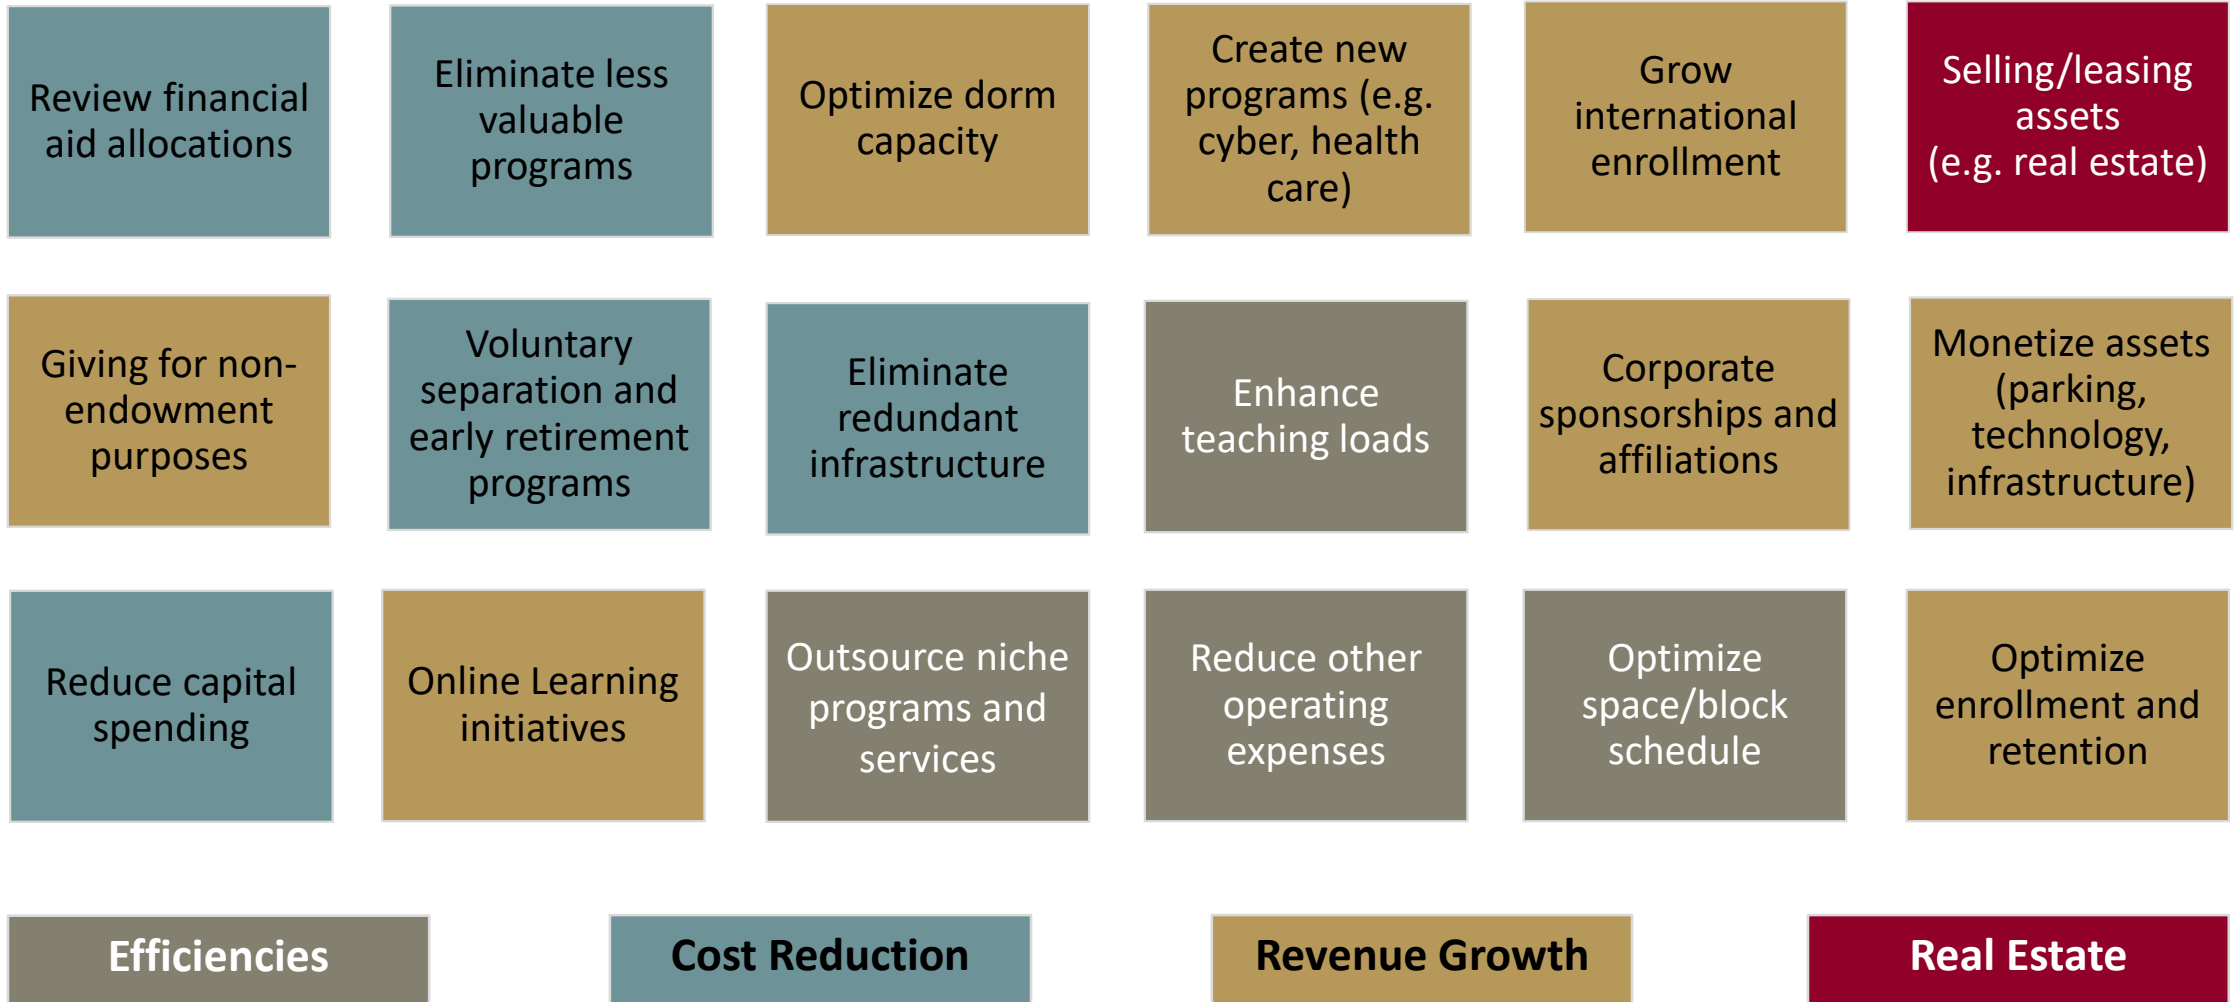 Review financial
aid allocations
Eliminate less
valuable
programs
Optimize dorm
capacity
Create new
programs (e.g.
cyber, health
care)
Grow
international
enrollment
Selling/leasing
assets
(e.g. real estate)
Giving for non-
endowment
purposes
Voluntary
separation and
early retirement
programs
Eliminate
redundant
infrastructure
Enhance
teaching loads
Corporate
sponsorships and
affiliations
Monetize assets
(parking,
technology,
infrastructure)
Reduce capital
spending
Online Learning
initiatives
Outsource niche
programs and
services
Reduce other
operating
expenses
Optimize
space/block
schedule
Optimize
enrollment and
retention
Efficiencies
Cost Reduction
Revenue Growth
Real Estate